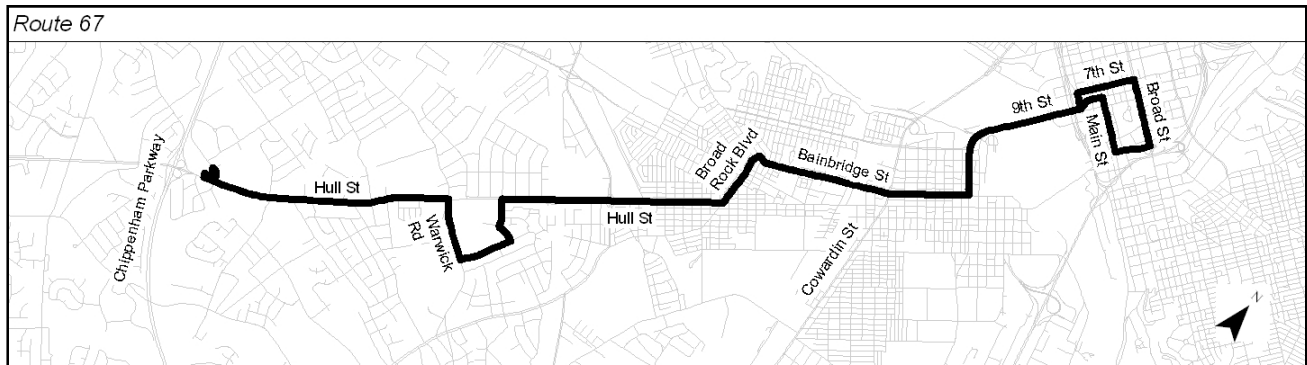 Route 67
Chippenham Parkway
Hull St
Warwick
Rd
Hull St
Broad
Rock Blvd
Bainbridge St
Cowardin St
9th St
7th St
Main St
Broad St
N